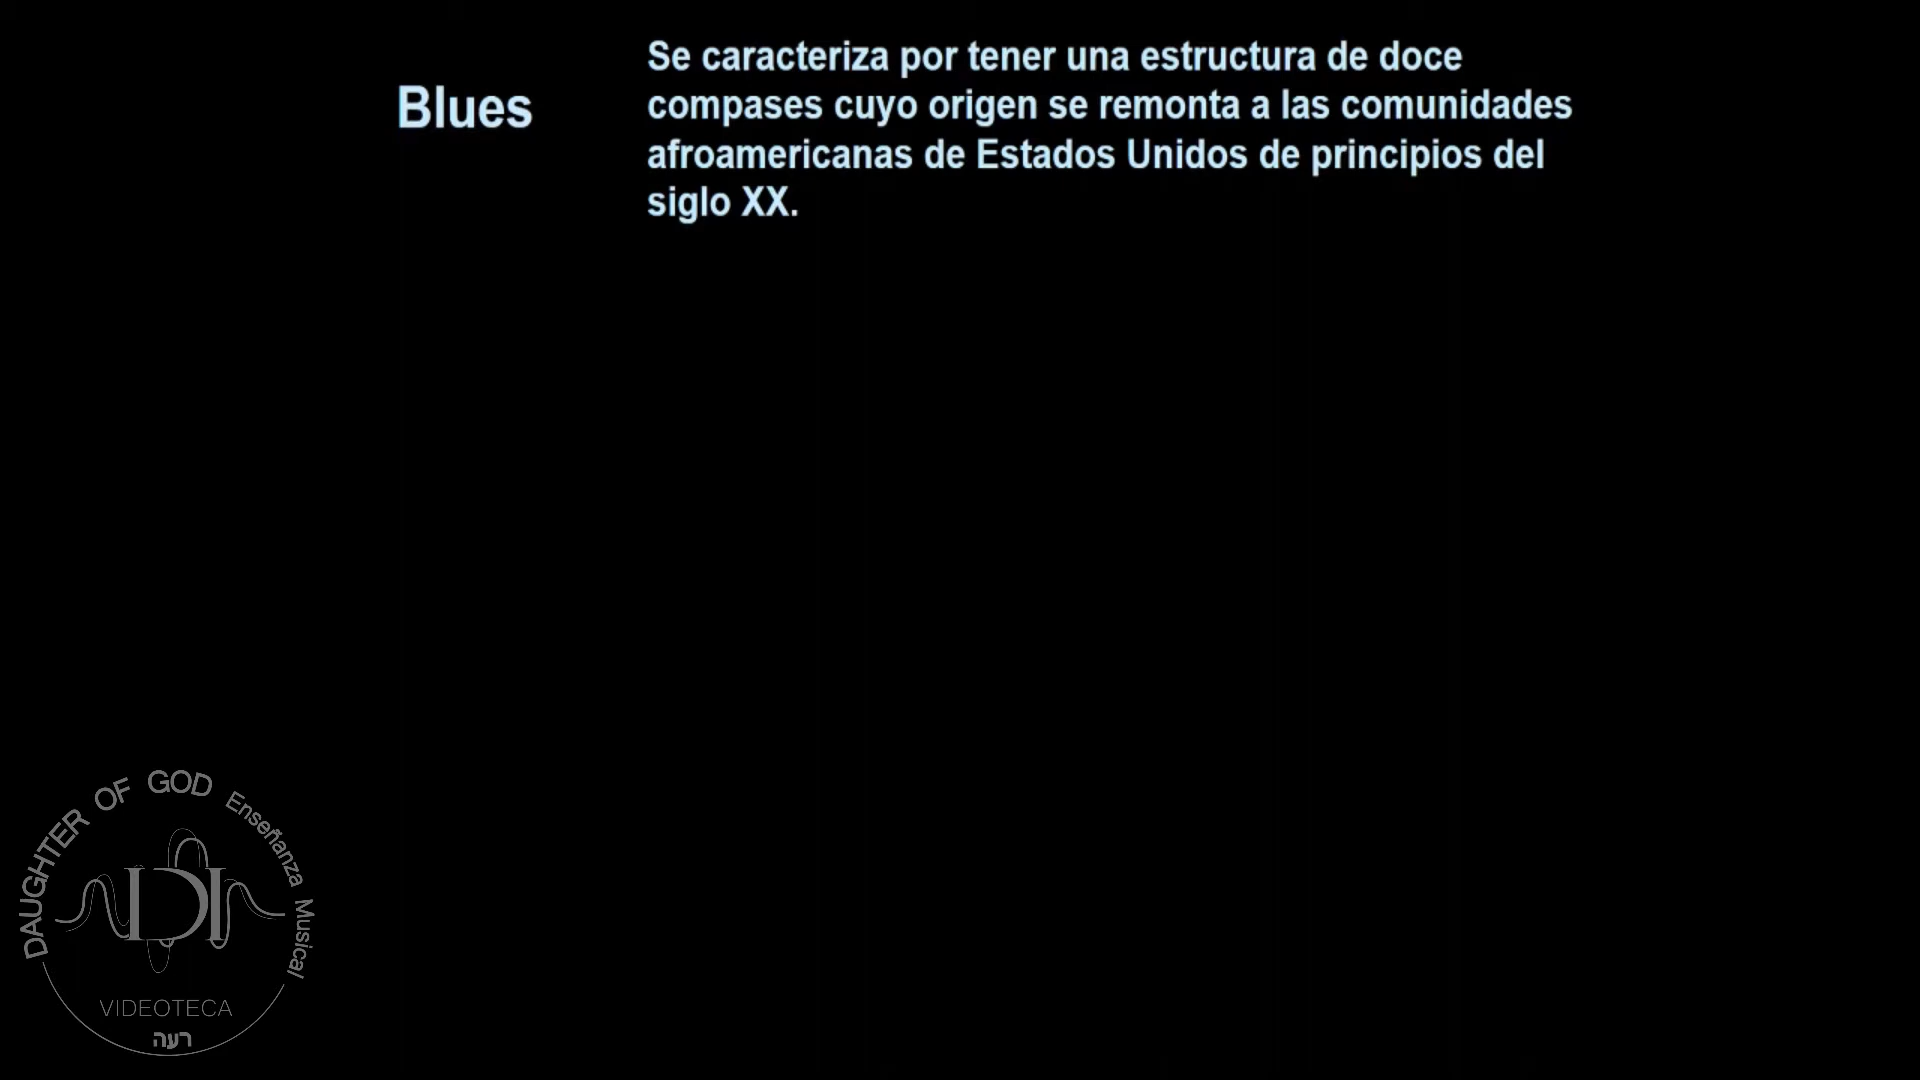 Blues
Se caracteriza por tener una estructura de doce
compases cuyo origen se remonta a las comunidades
afroamericanas de Estados Unidos de principios del
siglo XX.
DAUGHTER OF GOD Enseñanza Musical
VIDEOTECA
רעה